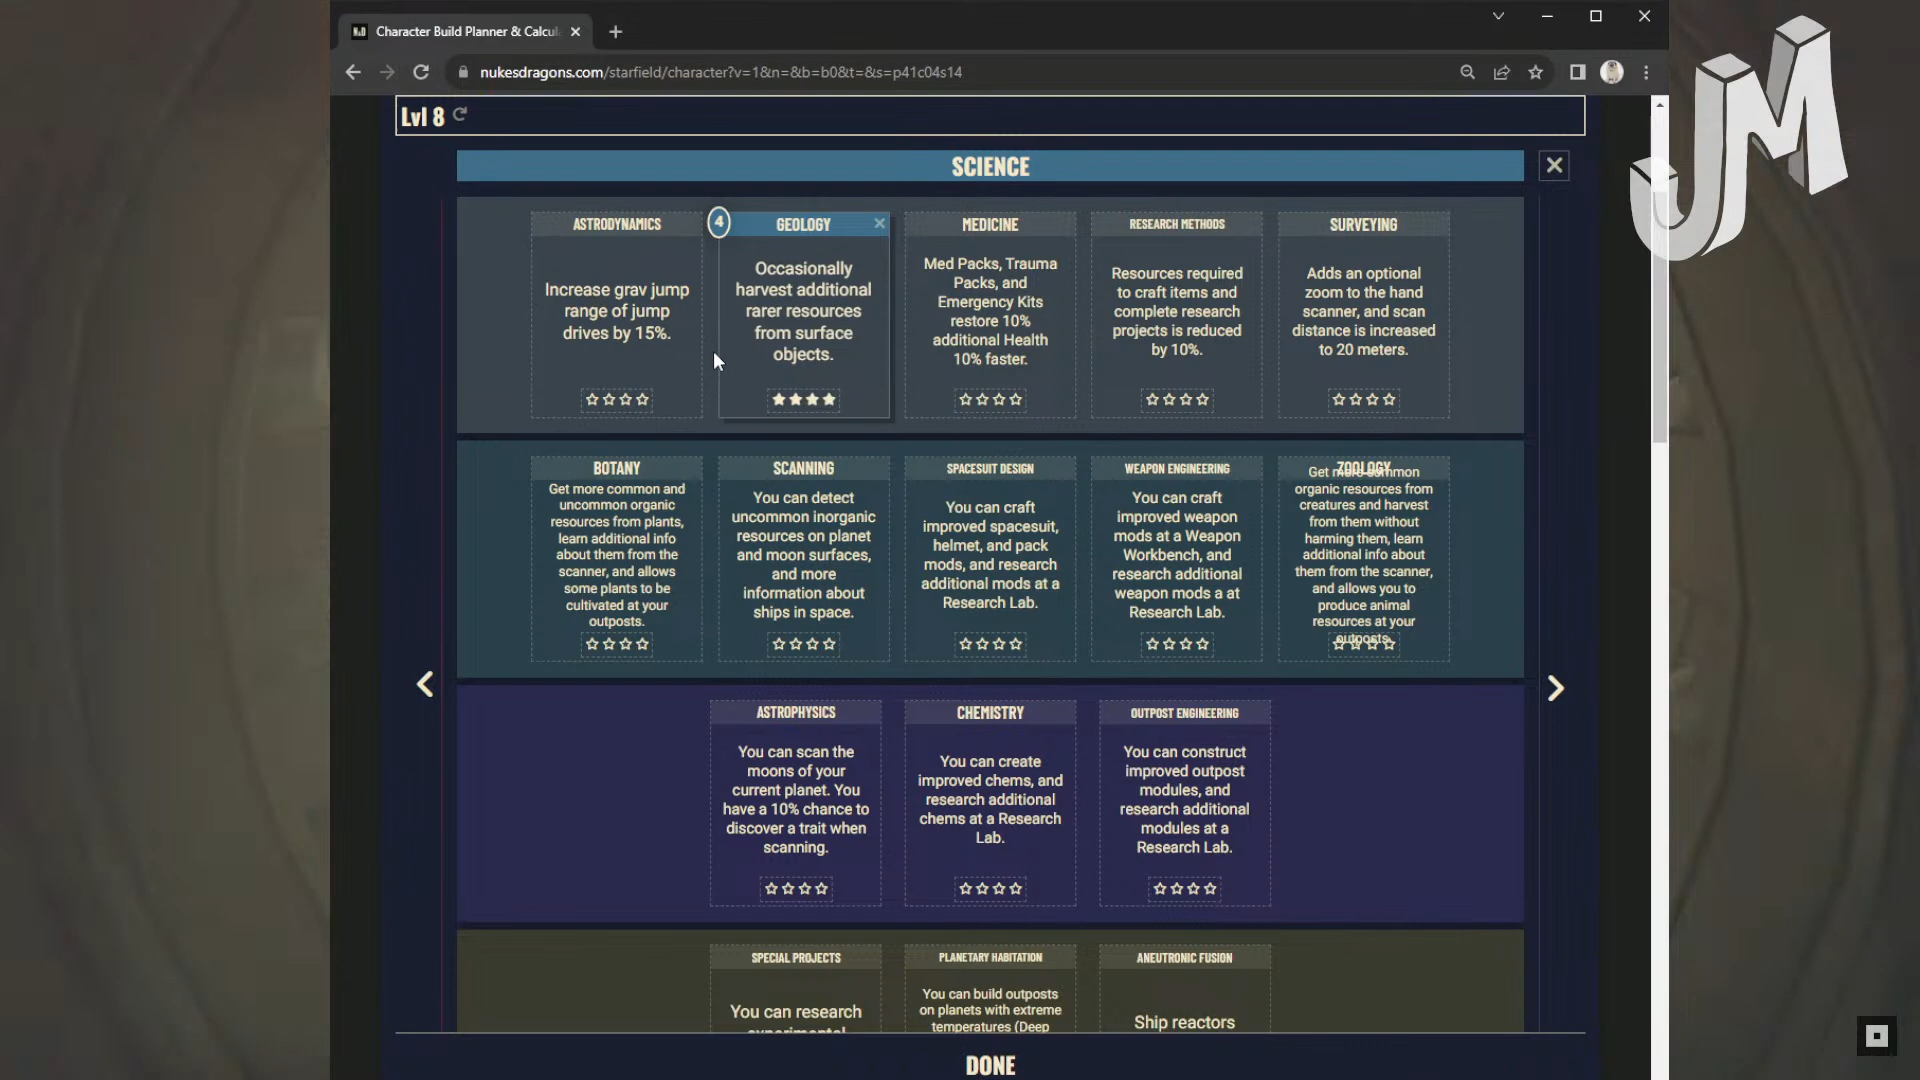 Character Build Planner & Calcul
nukesdragons.com/starfield/character?v=1&n=&b=b0&t=&s=p41c04s14
JM
Lvl 8
SCIENCE
ASTRODYNAMICS
Increase grav jump
range of jump
drives by 15%.
4
GEOLOGY
Occasionally
harvest additional
rarer resources
from surface
objects.
MEDICINE
Med Packs, Trauma
Packs, and
Emergency Kits
restore 10%
additional Health
10% faster.
RESEARCH METHODS
Resources required
to craft items and
complete research
projects is reduced
by 10%.
SURVEYING
Adds an optional
zoom to the hand
scanner, and scan
distance is increased
to 20 meters.
BOTANY
Get more common and
uncommon organic
resources from plants,
learn additional info
about them from the
scanner, and allows
some plants to be
cultivated at your
outposts.
SCANNING
You can detect
uncommon inorganic
resources on planet
and moon surfaces,
and more
information about
ships in space.
SPACESUIT DESIGN
You can craft
improved spacesuit,
helmet, and pack
mods, and research
additional mods at a
Research Lab.
WEAPON ENGINEERING
You can craft
improved weapon
mods at a Weapon
Workbench, and
research additional
weapon mods a at
Research Lab.
ZOOLOGY
Get more common
organic resources from
creatures and harvest
from them without
harming them, learn
additional info about
them from the scanner,
and allows you to
produce animal
resources at your
outposts.
ASTROPHYSICS
You can scan the
moons of your
current planet. You
have a 10% chance to
discover a trait when
scanning.
CHEMISTRY
You can create
improved chems, and
research additional
chems at a Research
Lab.
OUTPOST ENGINEERING
You can construct
improved outpost
modules, and
research additional
modules at a
Research Lab.
SPECIAL PROJECTS
You can research
experimental
PLANETARY HABITATION
You can build outposts
on planets with extreme
temperatures (Deep
ANEUTRONIC FUSION
Ship reactors
DONE